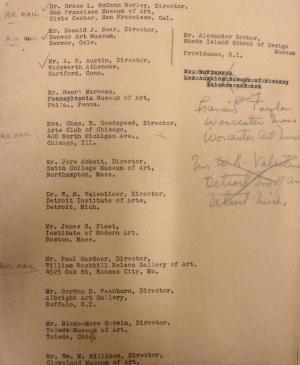 Dr. Grace L. McCann Morley, Director
San Francisco Museum of Art,
Civic Center, San Francisco, Cal.
AIR MAIL
Mr. Donald J. Bear, Director,
Denver Art Museum,
Denver, Colo.
AIR MAIL
Mr. A. E. Austin, Director,
Wadsworth Atheneum,
Hartford, Conn.
Mr. Henri Marceau,
Pennsylvania Museum of Art,
Phila., Penna.
Mrs. Chas. B. Goodspeed, Director,
Arts Club of Chicago,
400 North Michigan Ave.,
Chicago, Ill.
AIR MAIL
Mr. Jere Abbott, Director,
Smith College Museum of Art,
Northampton, Mass.
Dr. W. R. Valentiner, Director,
Detroit Institute of Arts,
Detroit, Mich.
Mr. James S. Plaut,
Institute of Modern Art,
Boston, Mass.
Mr. Paul Gardner, Director,
William Rockhill Nelson Gallery of Art,
4525 Oak St, Kansas City, Mo.
AIR MAIL
Mr. Gordon B. Washburn, Director,
Albright Art Gallery,
Buffalo, N.Y.
Mr. Blake-More Godwin, Director,
Toledo Museum of Art,
Toledo, Ohio.
Mr. Wm. M. Milliken, Director,
Cleveland Museum of Art,
Mr. Alexander Dorner,
Rhode Island School of Design
Museum
Providence, R.I.
Francis Taylor
Worcester Mass
Worcester Art Mus
Detroit
Detroit Mich.